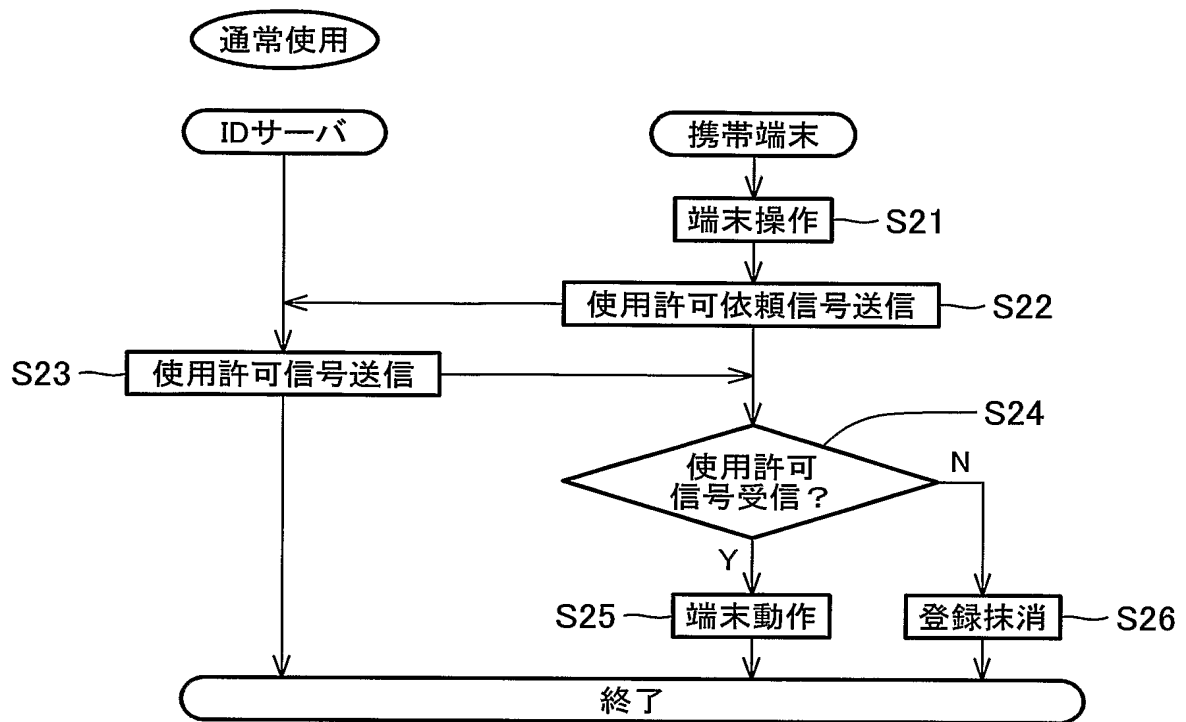 通常使用
IDサーバ
携帯端末
端末操作
S21
使用許可依頼信号送信
S22
S23
使用許可信号送信
S24
使用許可
信号受信？
N
Y
S25
端末動作
登録抹消
S26
終了